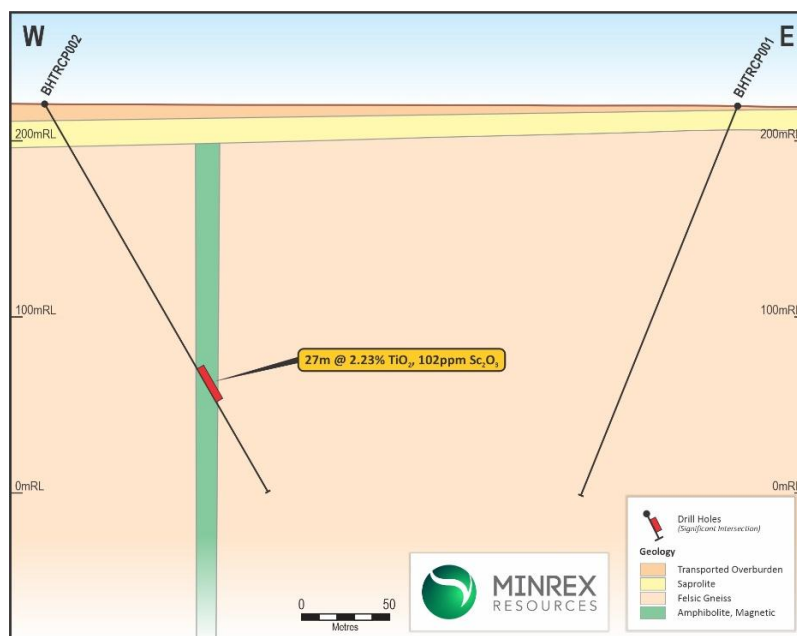 W
E
BHTRCP002
BHTRCP001
200mRL
200mRL
100mRL
100mRL
27m @ 2.23% TiO₂, 102ppm Sc₂O₃
0mRL
0mRL
Drill Holes
(Significant Intersection)
Geology
Transported Overburden
Saprolite
Felsic Gneiss
Amphibolite, Magnetic
MINREX
RESOURCES
0 50
Metres